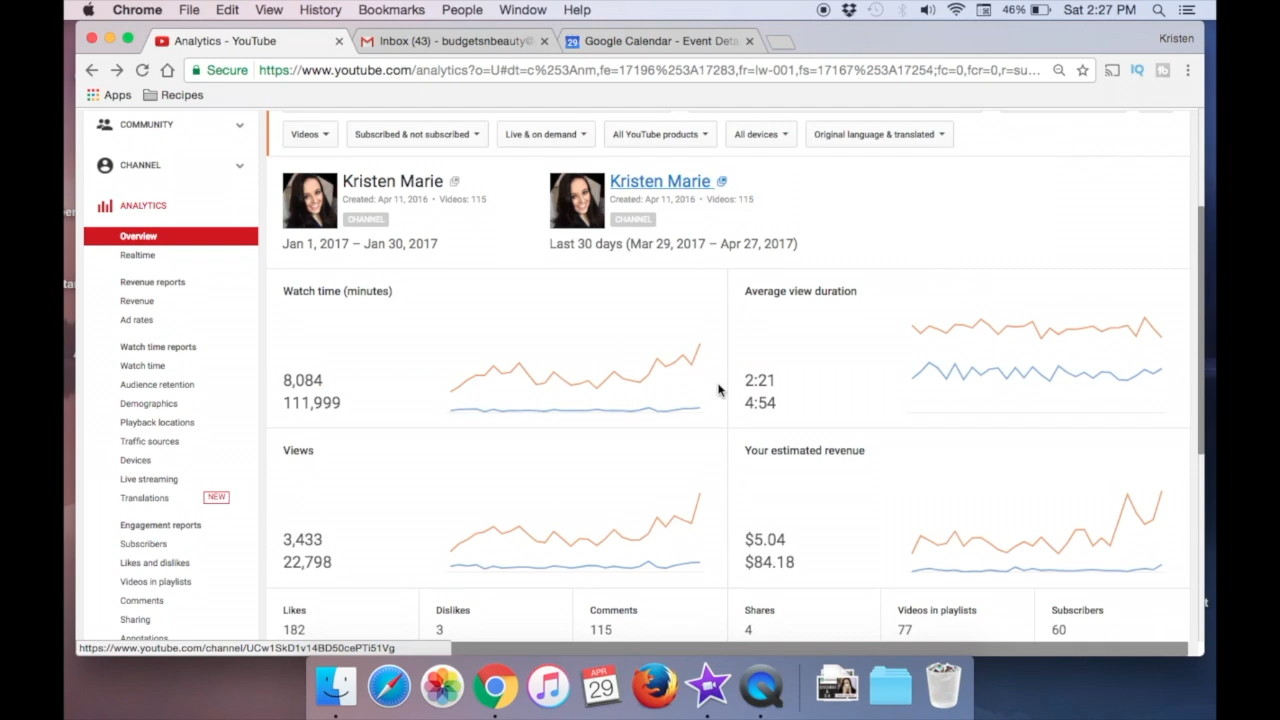 Chrome File Edit View History Bookmarks People Window Help 46% Sat 2:27 PM
Analytics - YouTube Inbox (43) - budgetsnbeauty@ Google Calendar - Event Deta Kristen
Secure https://www.youtube.com/analytics?o=U#dt=c%253Anm,fe=17196%253A17283,fr=lw-001,fs=17167%253A17254;fc=0,fcr=0,r=su...
Apps Recipes
COMMUNITY
CHANNEL
ANALYTICS
Overview
Realtime
Revenue reports
Revenue
Ad rates
Watch time reports
Watch time
Audience retention
Demographics
Playback locations
Traffic sources
Devices
Live streaming
Translations NEW
Engagement reports
Subscribers
Likes and dislikes
Videos in playlists
Comments
Sharing
Annotations
Videos Subscribed & not subscribed Live & on demand All YouTube products All devices Original language & translated
Kristen Marie
Created: Apr 11, 2016 • Videos: 115
CHANNEL
Jan 1, 2017 – Jan 30, 2017
Kristen Marie
Created: Apr 11, 2016 • Videos: 115
CHANNEL
Last 30 days (Mar 29, 2017 – Apr 27, 2017)
Watch time (minutes)
8,084
111,999
Average view duration
2:21
4:54
Views
3,433
22,798
Your estimated revenue
$5.04
$84.18
Likes
182
Dislikes
3
Comments
115
Shares
4
Videos in playlists
77
Subscribers
60
https://www.youtube.com/channel/UCw1SkD1v14BD50cePTi51Vg
APR
29